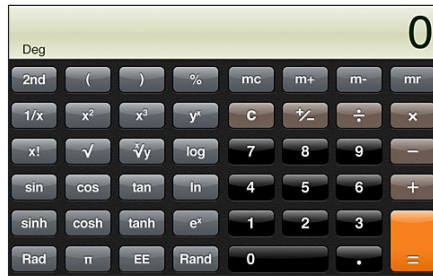 0
Deg
2nd ( ) % mc m+ m- mr
1/x x² x³ yˣ C +/− ÷ ×
x! √ ˣ√y log 7 8 9 −
sin cos tan ln 4 5 6 +
sinh cosh tanh eˣ 1 2 3
Rad π EE Rand 0 . =